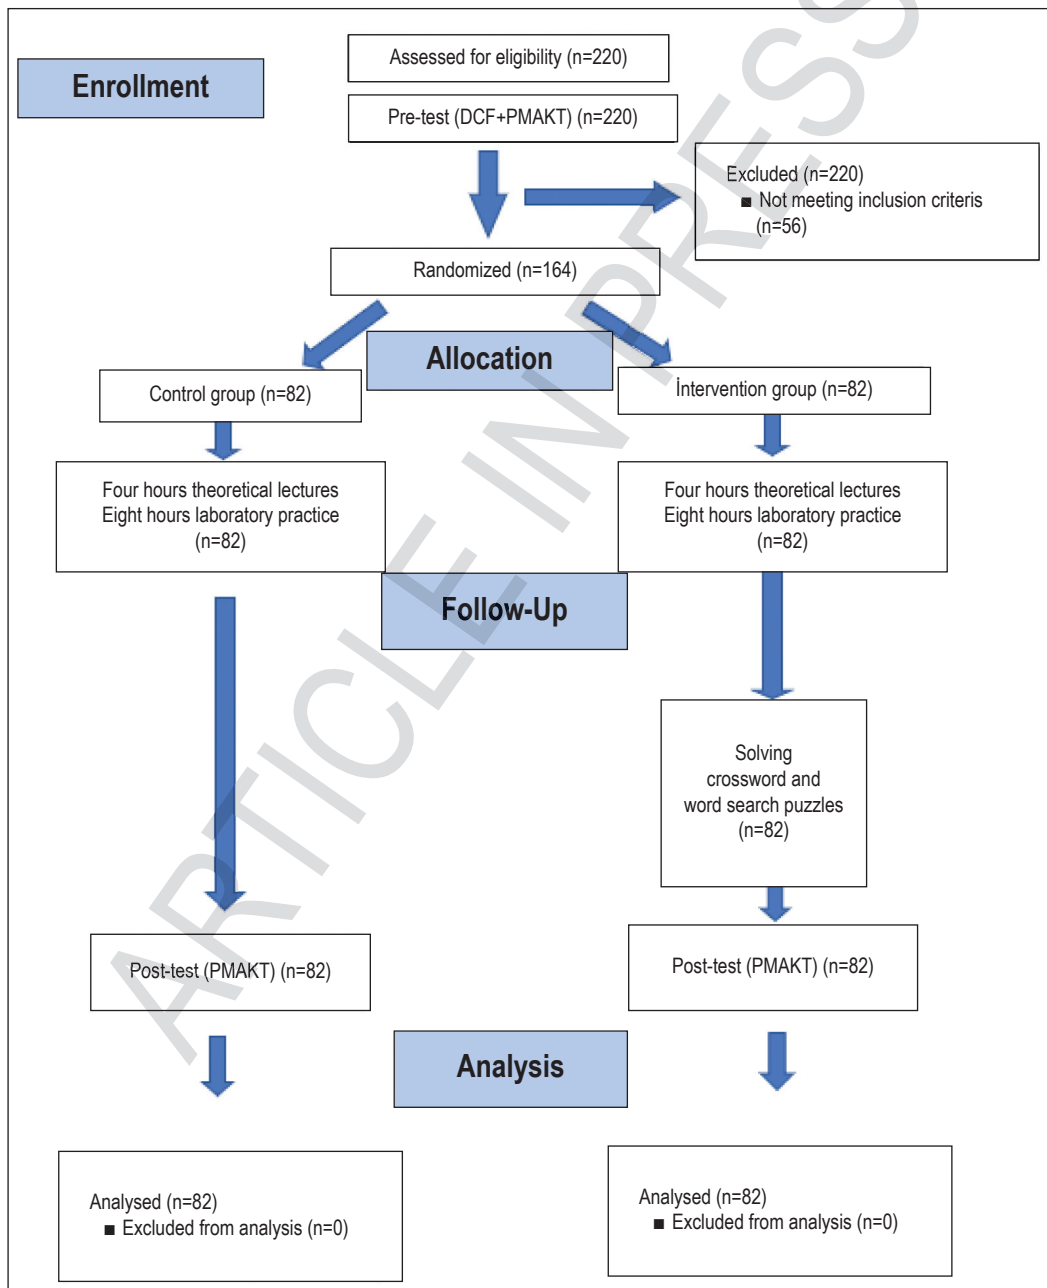 Enrollment
Assessed for eligibility (n=220)
Pre-test (DCF+PMAKT) (n=220)
Excluded (n=220)
■ Not meeting inclusion criteris
(n=56)
Randomized (n=164)
Allocation
Control group (n=82)
İntervention group (n=82)
Four hours theoretical lectures
Eight hours laboratory practice
(n=82)
Four hours theoretical lectures
Eight hours laboratory practice
(n=82)
Follow-Up
Solving
crossword and
word search puzzles
(n=82)
Post-test (PMAKT) (n=82)
Post-test (PMAKT) (n=82)
Analysis
Analysed (n=82)
■ Excluded from analysis (n=0)
Analysed (n=82)
■ Excluded from analysis (n=0)
ARTICLE IN PRESS